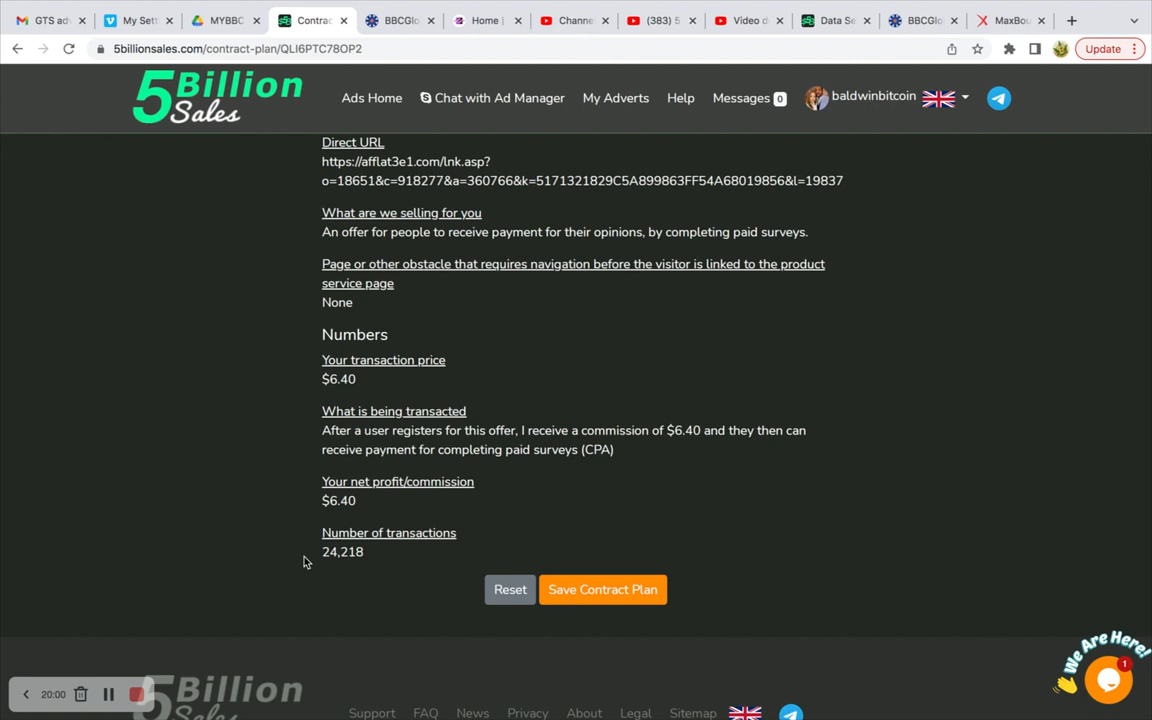 GTS adv
My Sett
MYBBC
Contrac
BBCGlo
Home |
Channe
(383) 5
Video d
Data Se
BBCGlo
MaxBou
5billionsales.com/contract-plan/QLI6PTC78OP2
Update
5Billion
Sales
Ads Home
Chat with Ad Manager
My Adverts
Help
Messages 0
baldwinbitcoin
Direct URL
https://afflat3e1.com/lnk.asp?
o=18651&c=918277&a=360766&k=5171321829C5A899863FF54A68019856&l=19837
What are we selling for you
An offer for people to receive payment for their opinions, by completing paid surveys.
Page or other obstacle that requires navigation before the visitor is linked to the product
service page
None
Numbers
Your transaction price
$6.40
What is being transacted
After a user registers for this offer, I receive a commission of $6.40 and they then can
receive payment for completing paid surveys (CPA)
Your net profit/commission
$6.40
Number of transactions
24,218
Reset
Save Contract Plan
We Are Here!
1
20:00
5Billion
Sales
Support
FAQ
News
Privacy
About
Legal
Sitemap